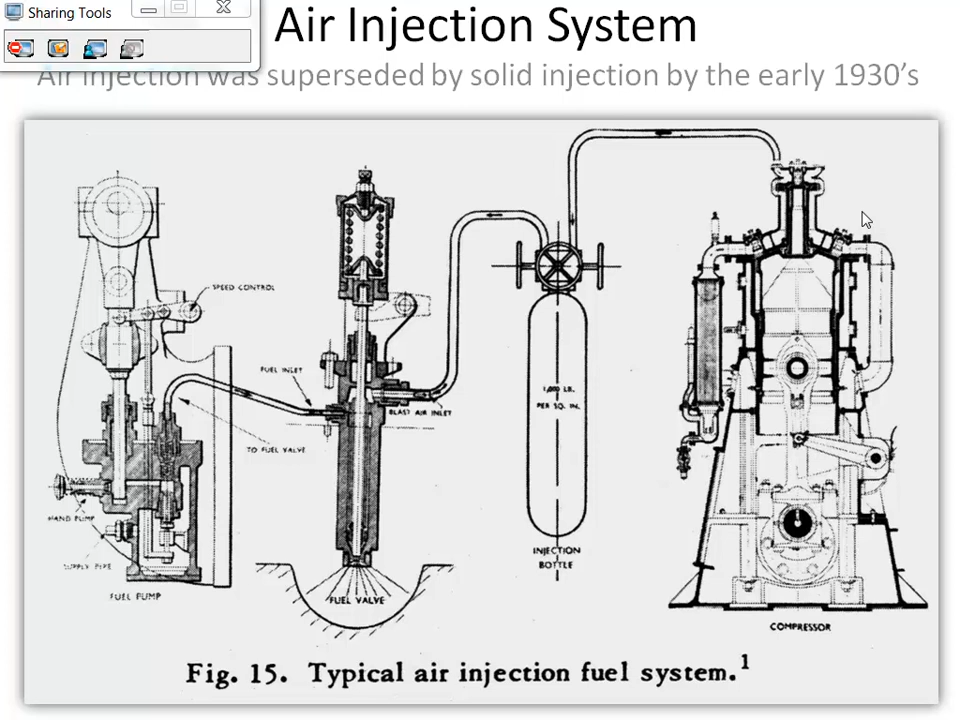 Sharing Tools
Air Injection System
Air Injection was superseded by solid injection by the early 1930's
SPEED CONTROL
FUEL INLET
BLAST AIR INLET
1,000 LB.
PER SQ. IN.
TO FUEL VALVE
HAND PUMP
SUPPLY PIPE
FUEL PUMP
INJECTION
BOTTLE
FUEL VALVE
COMPRESSOR
Fig. 15. Typical air injection fuel system.1